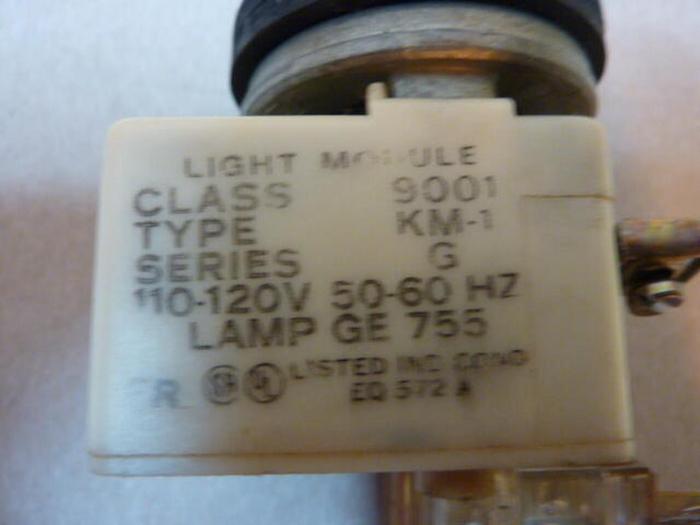 LIGHT MODULE
CLASS 9001
TYPE KM-1
SERIES G
110-120V 50-60 HZ
LAMP GE 755
LISTED IND CONO
EQ 572 A